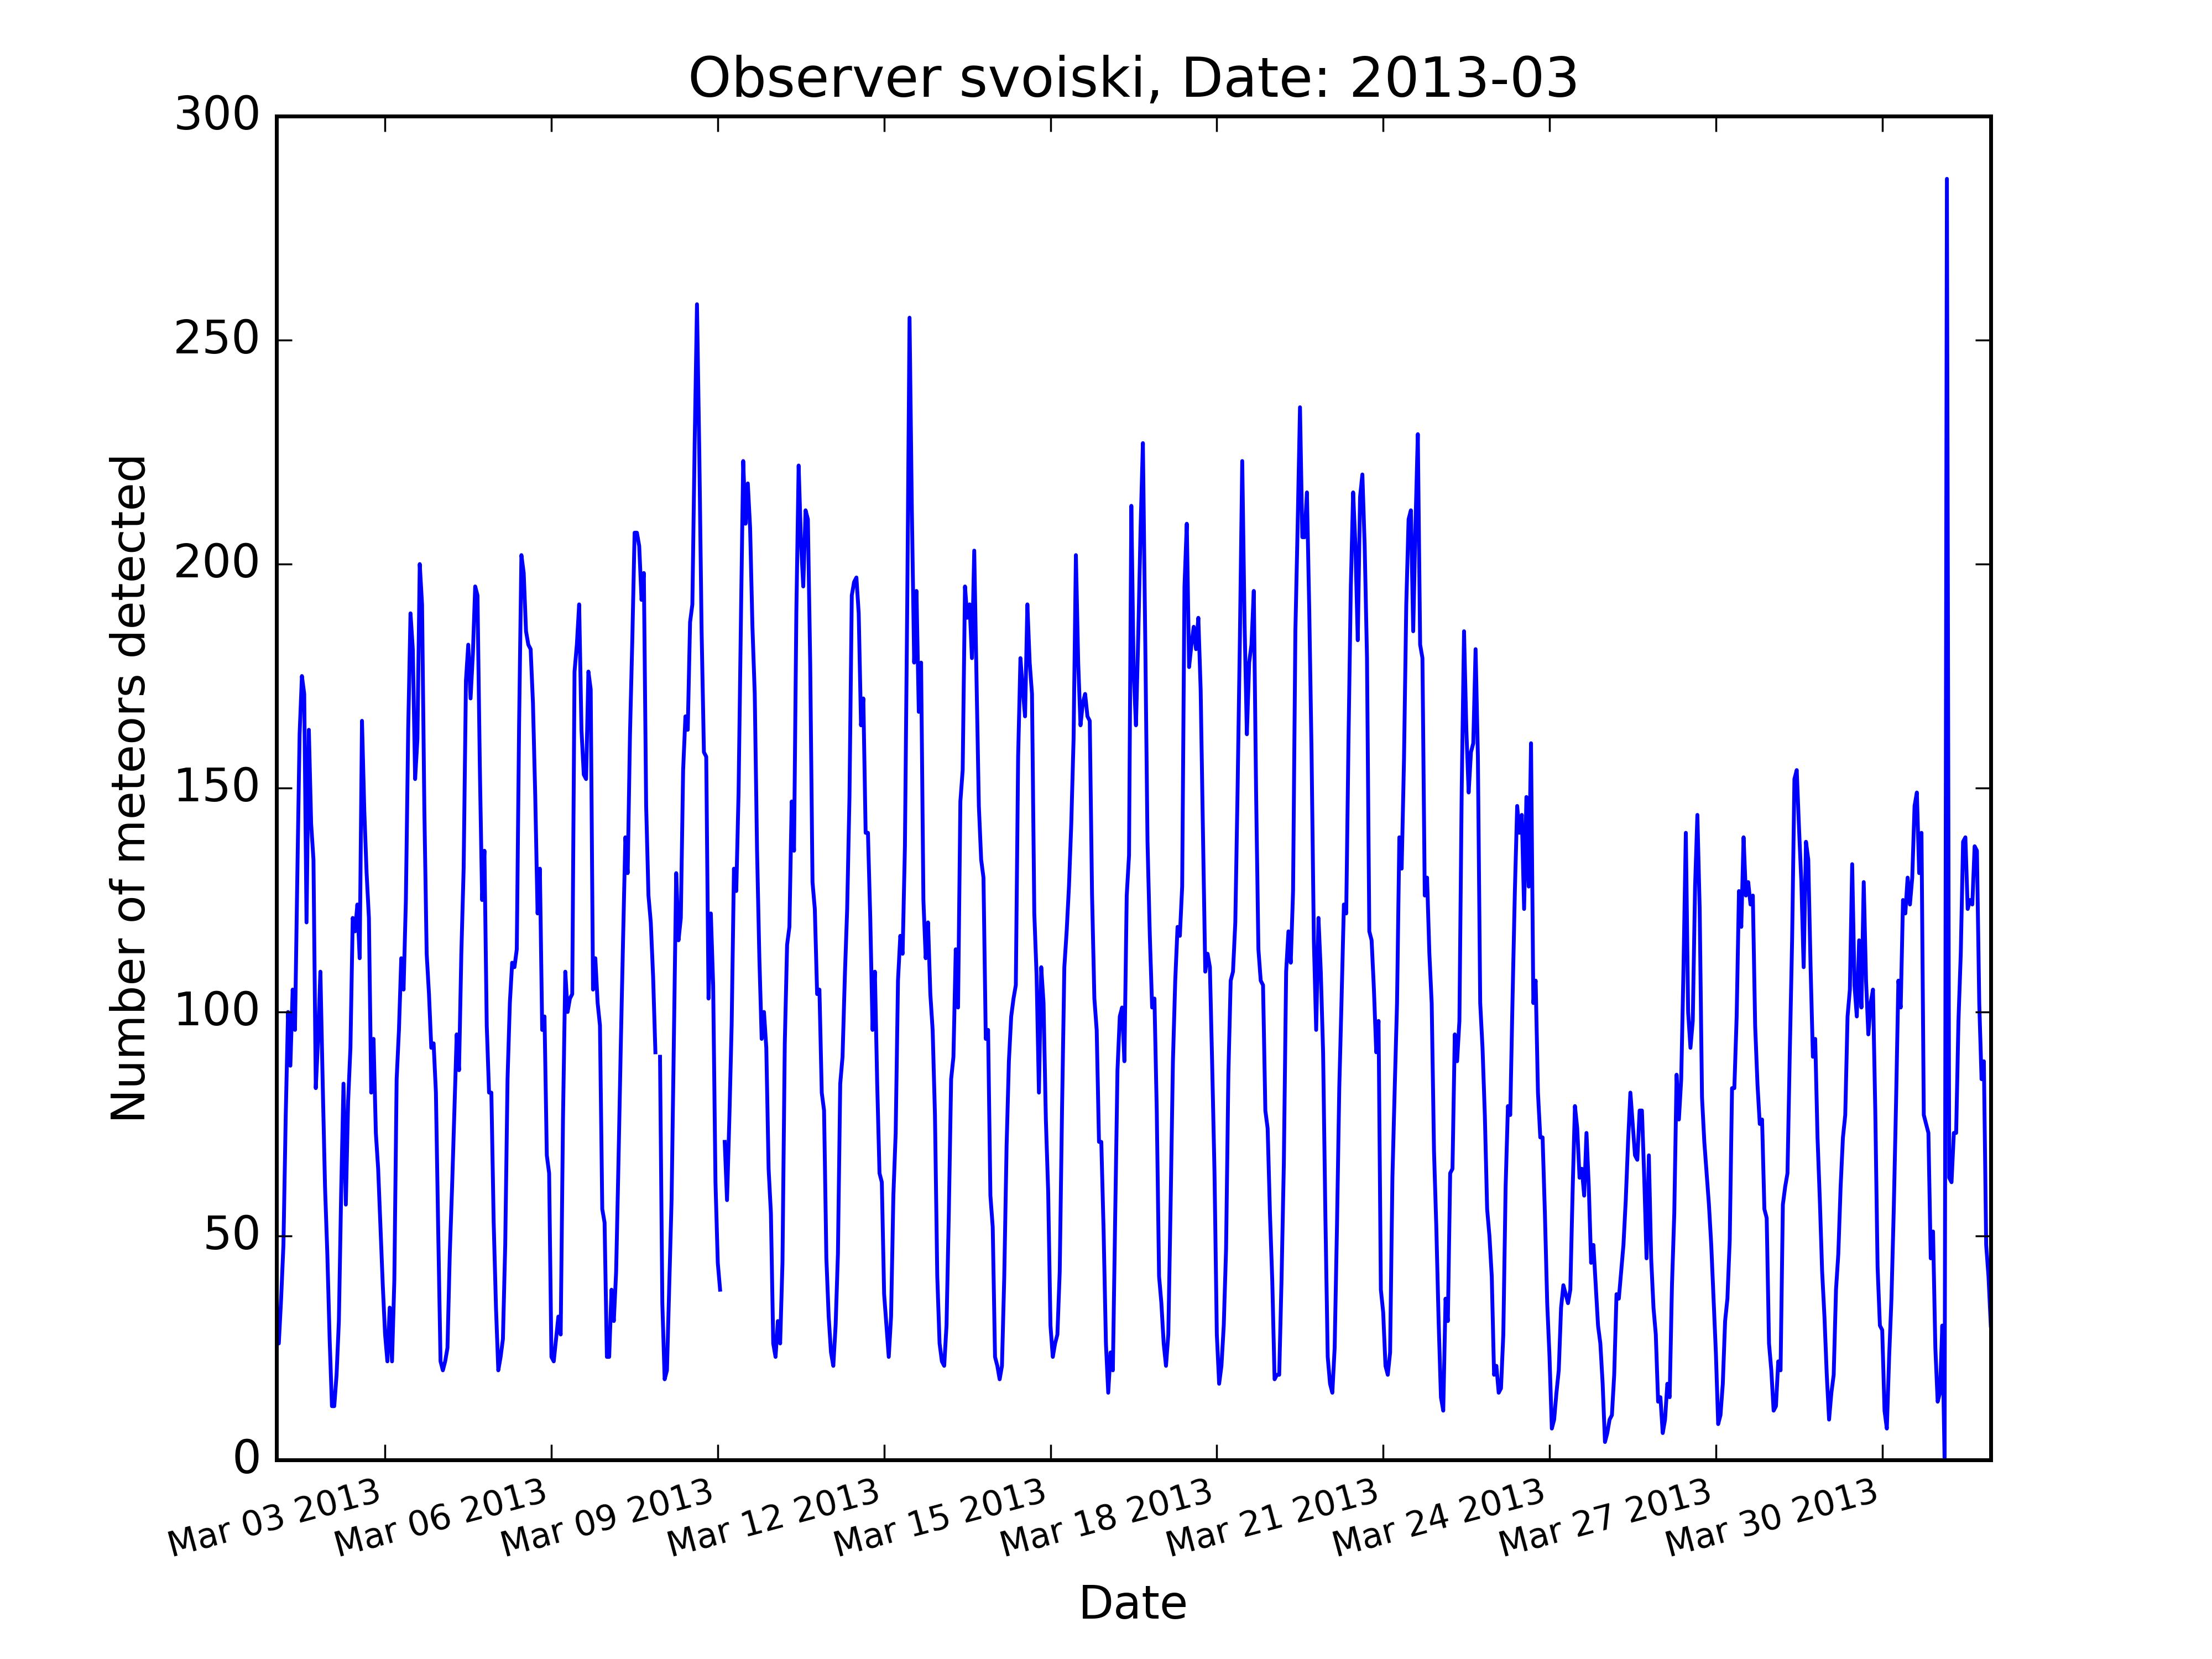 Observer svoiski, Date: 2013-03
300
250
200
150
100
50
0
Number of meteors detected
Mar 03 2013
Mar 06 2013
Mar 09 2013
Mar 12 2013
Mar 15 2013
Mar 18 2013
Mar 21 2013
Mar 24 2013
Mar 27 2013
Mar 30 2013
Date